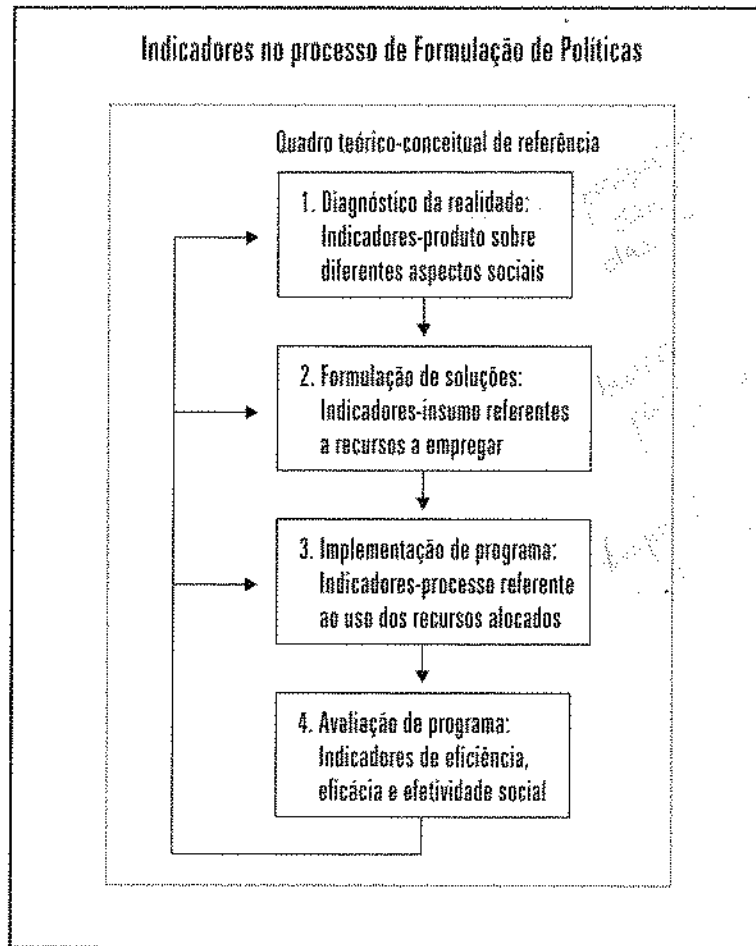 Indicadores no processo de Formulação de Políticas
Quadro teórico-conceitual de referência
1. Diagnóstico da realidade:
Indicadores-produto sobre
diferentes aspectos sociais
2. Formulação de soluções:
Indicadores-insumo referentes
a recursos a empregar
3. Implementação de programa:
Indicadores-processo referente
ao uso dos recursos alocados
4. Avaliação de programa:
Indicadores de eficiência,
eficácia e efetividade social